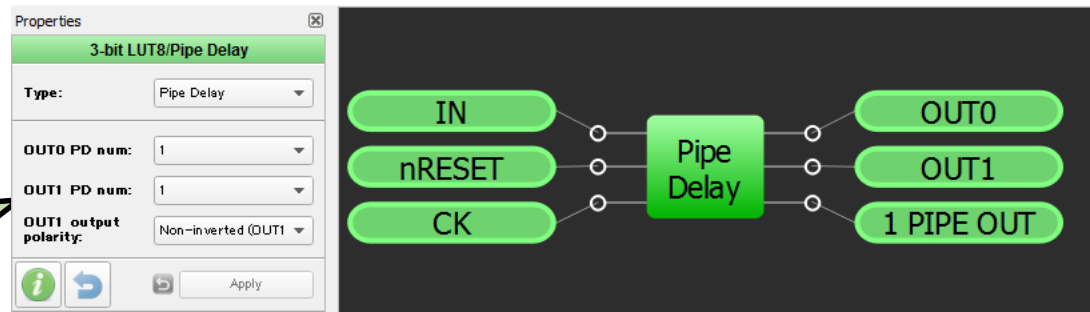 Properties
3-bit LUT8/Pipe Delay
Type: Pipe Delay
OUT0 PD num: 1
OUT1 PD num: 1
OUT1 output
polarity: Non-inverted (OUT1
Apply
IN
nRESET
CK
Pipe
Delay
OUT0
OUT1
1 PIPE OUT